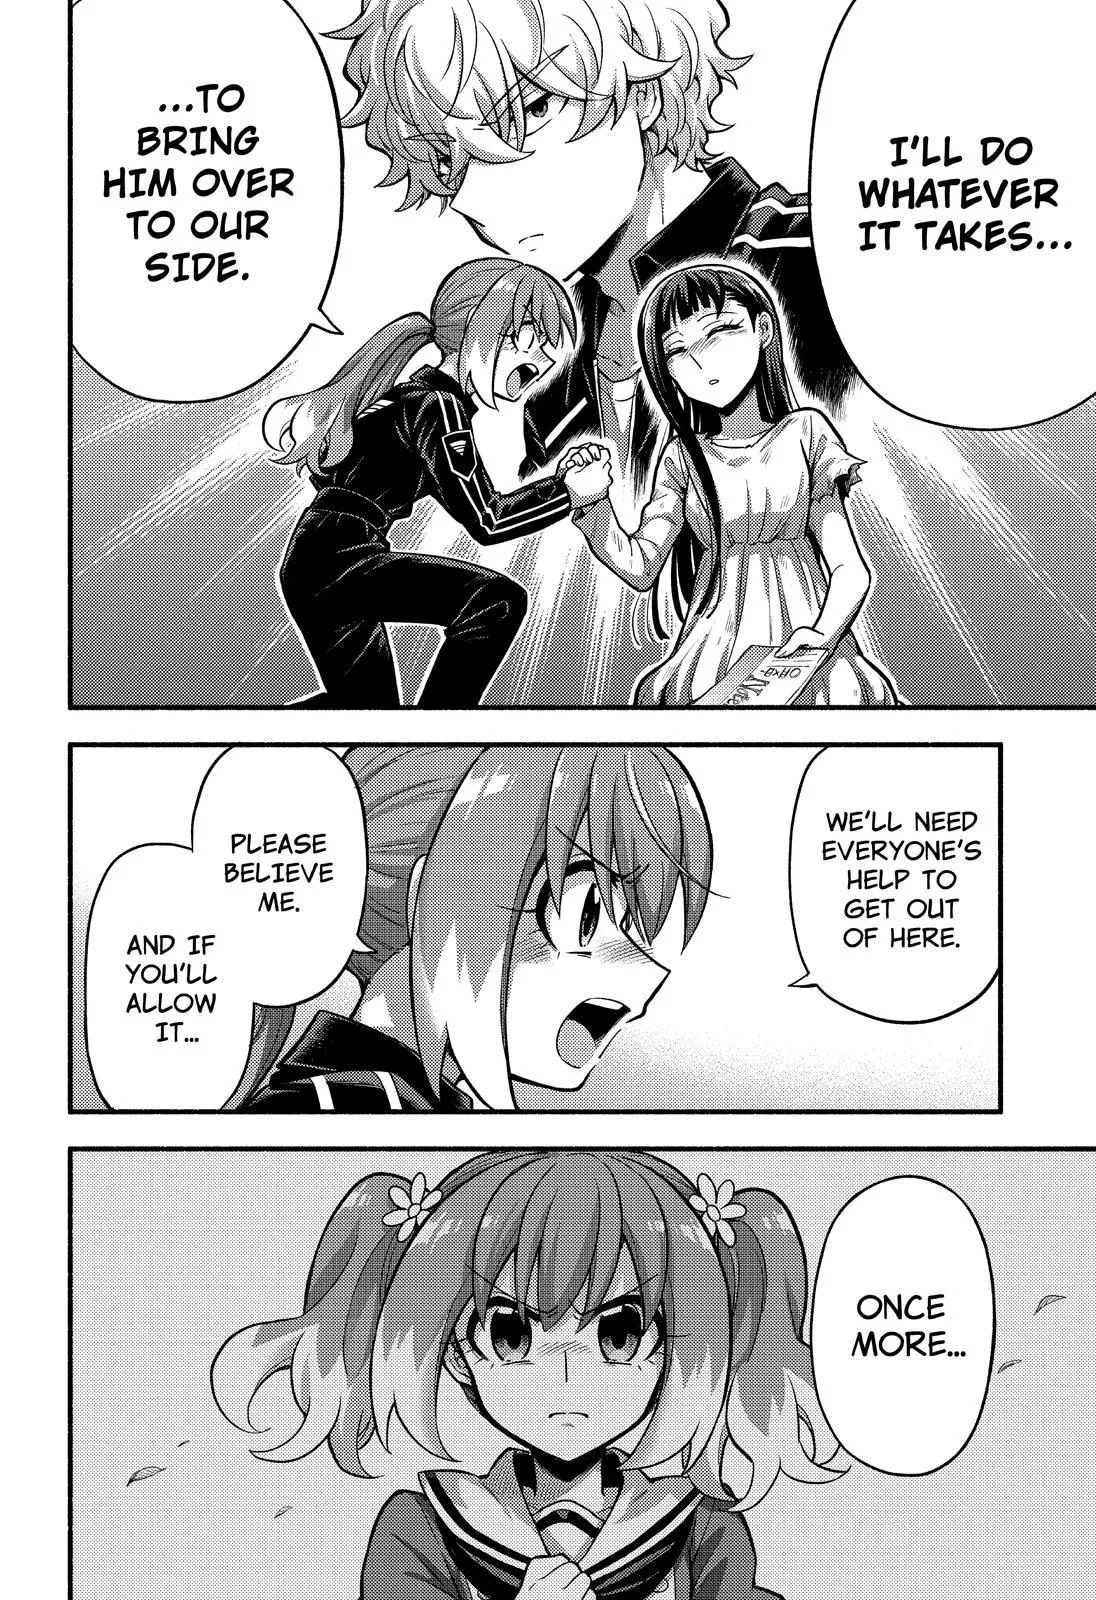 I'LL DO
WHATEVER
IT TAKES...
...TO
BRING
HIM OVER
TO OUR
SIDE.
WE'LL NEED
EVERYONE'S
HELP TO
GET OUT
OF HERE.
PLEASE
BELIEVE
ME.
AND IF
YOU'LL
ALLOW
IT...
ONCE
MORE...